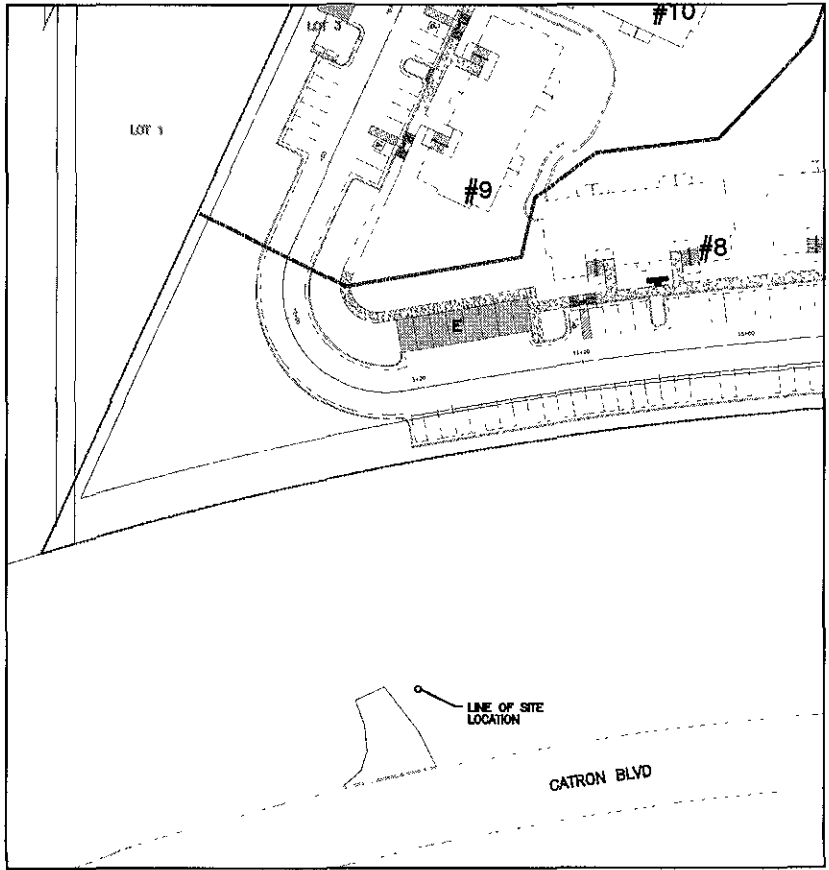 #10
LOT 3
LOT 1
#9
#8
E
LINE OF SITE
LOCATION
CATRON BLVD